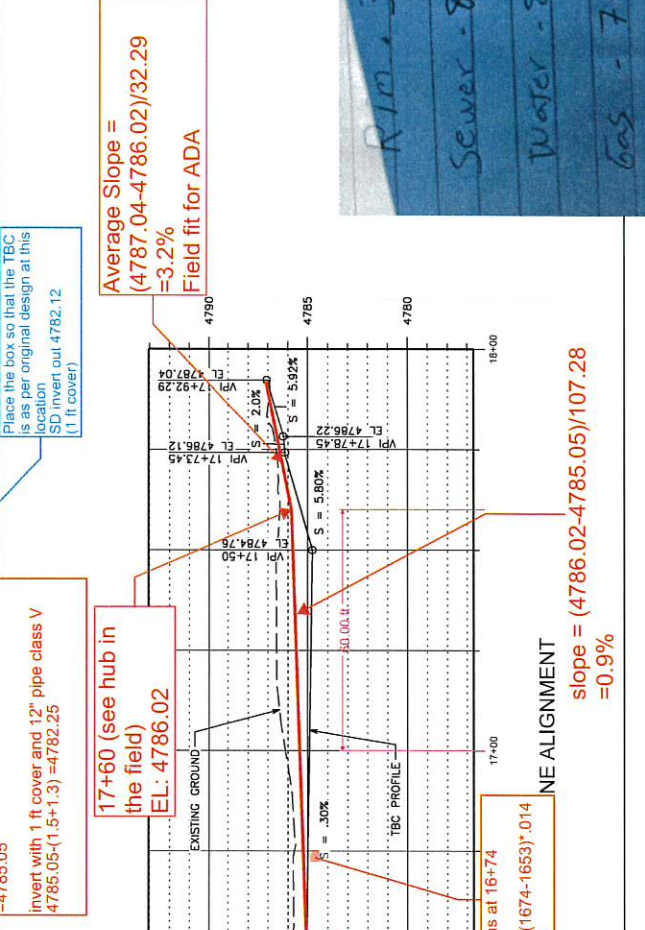 Place the box so that the TBC
is as per original design at this
location
SD invert out 4782.12
(1 ft cover)
Average Slope =
(4787.04-4786.02)/32.29
=3.2%
Field fit for ADA
=4785.05
invert with 1 ft cover and 12" pipe class V
4785.05-(1.5+1.3) =4782.25
17+60 (see hub in
the field)
EL: 4786.02
4790
4785
4780
VPI 17+92.29
EL 4787.04
S = 2.0%
S = 5.92%
VPI 17+73.45
EL 4786.12
VPI 17+78.45
EL 4786.22
S = 5.80%
VPI 17+50
EL 4784.76
60.00 ft
EXISTING GROUND
TBC PROFILE
S = .30%
17+00
18+00
NE ALIGNMENT
slope = (4786.02-4785.05)/107.28
=0.9%
s at 16+74
(1674-1653)*.014
Rim
Sewer - 8
Water -
Gas - 7